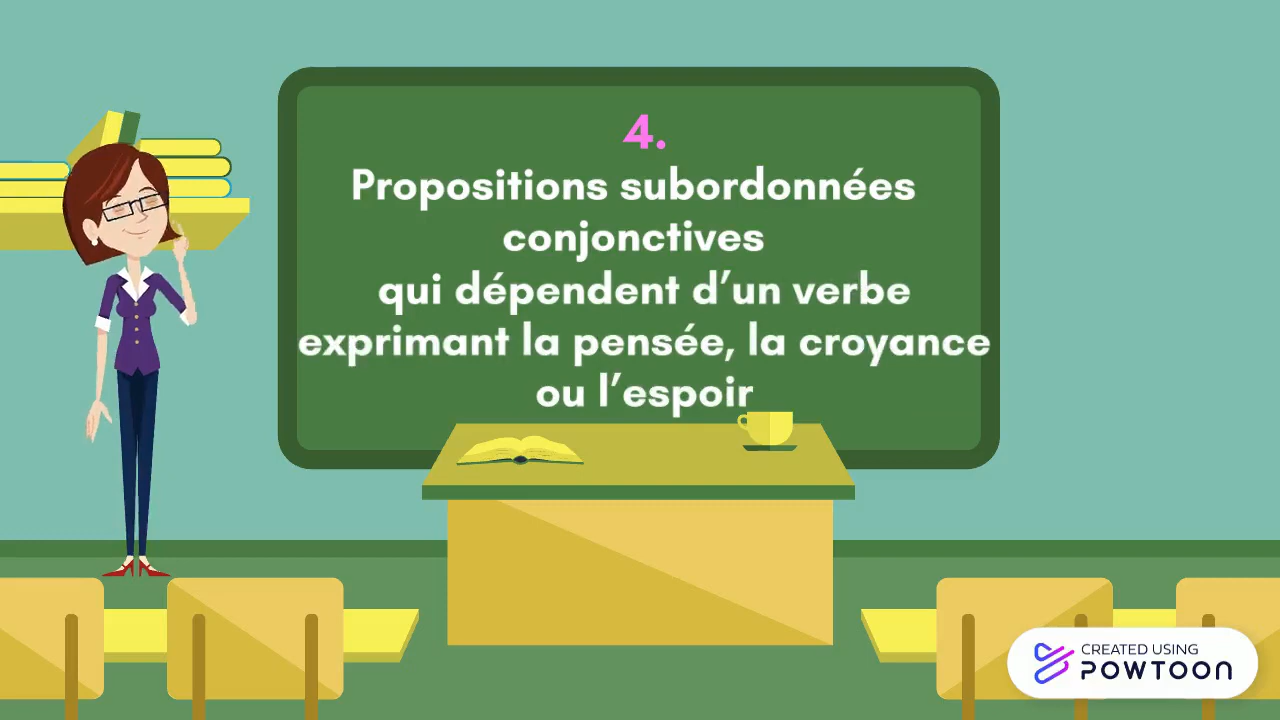 4.
Propositions subordonnées
conjonctives
qui dépendent d’un verbe
exprimant la pensée, la croyance
ou l’espoir
CREATED USING
POWTOON